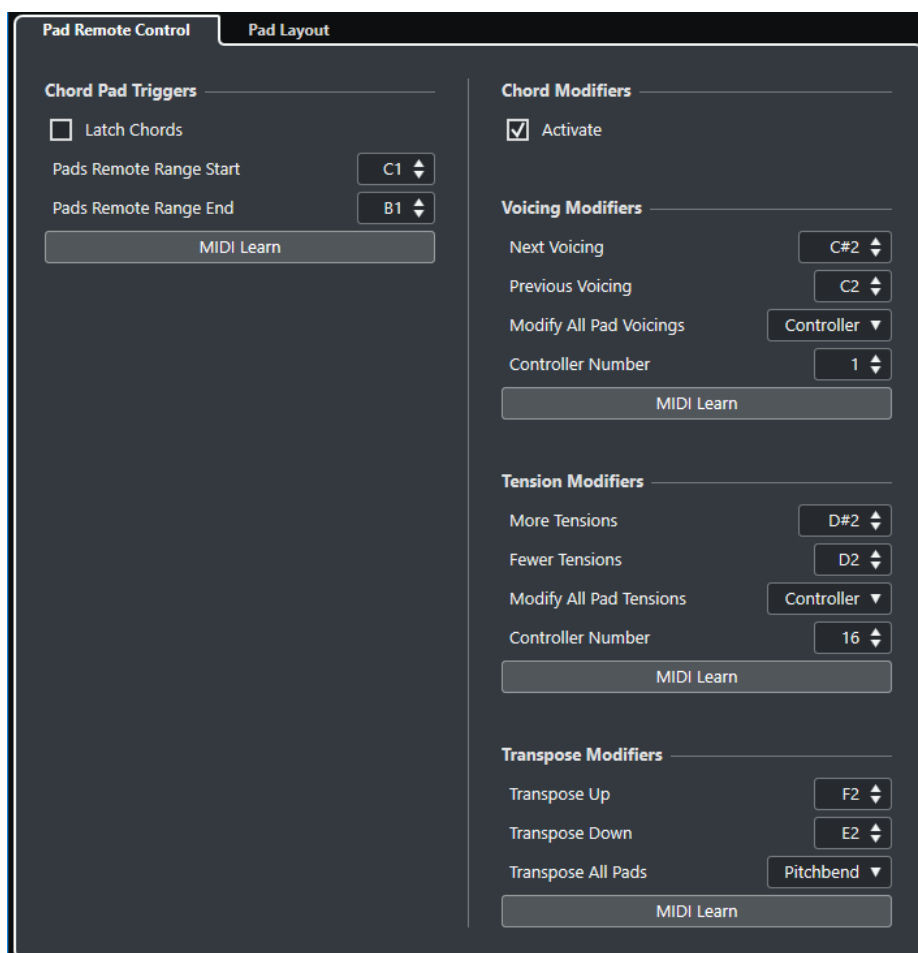 Pad Remote Control
Pad Layout
Chord Pad Triggers
Latch Chords
Pads Remote Range Start C1
Pads Remote Range End B1
MIDI Learn
Chord Modifiers
Activate
Voicing Modifiers
Next Voicing C#2
Previous Voicing C2
Modify All Pad Voicings Controller
Controller Number 1
MIDI Learn
Tension Modifiers
More Tensions D#2
Fewer Tensions D2
Modify All Pad Tensions Controller
Controller Number 16
MIDI Learn
Transpose Modifiers
Transpose Up F2
Transpose Down E2
Transpose All Pads Pitchbend
MIDI Learn